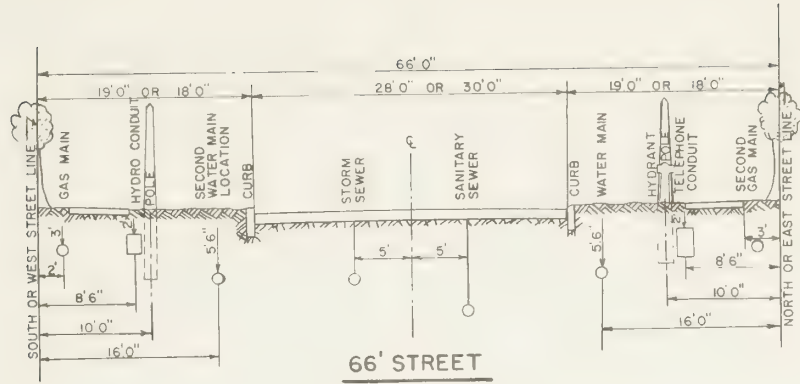 66'0"
19'0" OR 18'0"
28'0" OR 30'0"
19'0" OR 18'0"
SOUTH OR WEST STREET LINE
GAS MAIN
HYDRO CONDUIT
POLE
SECOND
WATER MAIN
LOCATION
CURB
STORM
SEWER
℄
SANITARY
SEWER
CURB
WATER MAIN
HYDRANT
POLE
TELEPHONE
CONDUIT
SECOND
GAS MAIN
NORTH OR EAST STREET LINE
3'
2'
5'6"
5'6"
2'
3'
2'
5'
5'
8'6"
8'6"
10'0"
10'0"
16'0"
16'0"
66' STREET